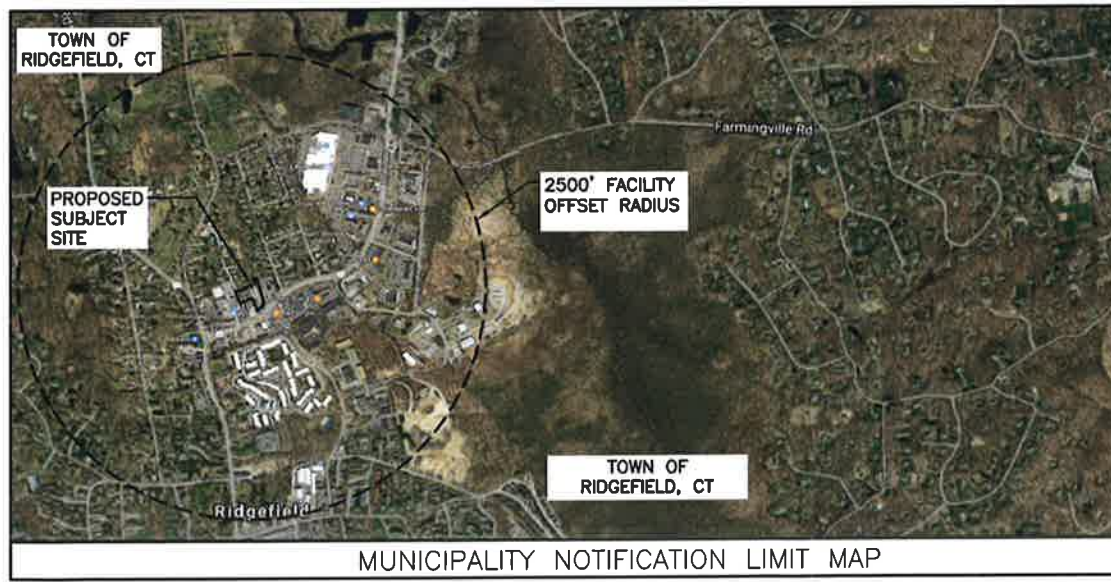 TOWN OF
RIDGEFIELD, CT
Farmingville Rd
2500' FACILITY
OFFSET RADIUS
PROPOSED
SUBJECT
SITE
TOWN OF
RIDGEFIELD, CT
Ridgefield
MUNICIPALITY NOTIFICATION LIMIT MAP